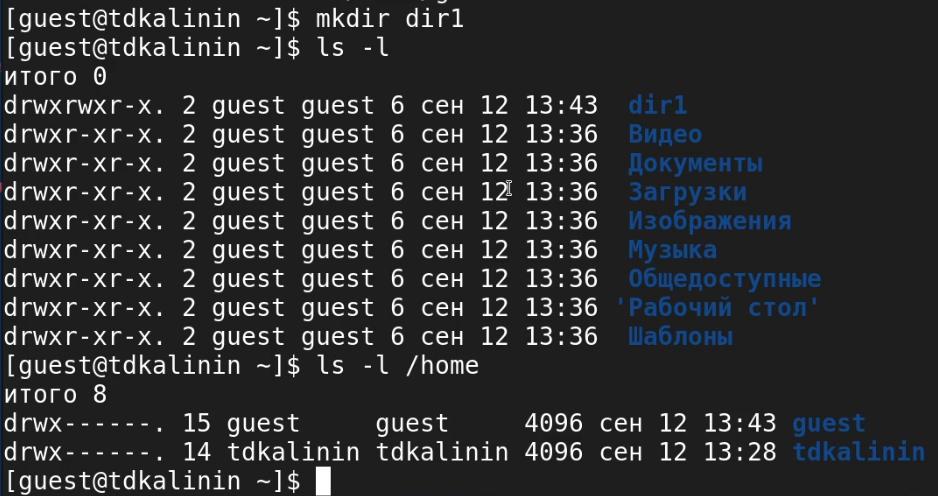 [guest@tdkalinin ~]$ mkdir dir1
[guest@tdkalinin ~]$ ls -l
итого 0
drwxrwxr-x. 2 guest guest 6 сен 12 13:43  dir1
drwxr-xr-x. 2 guest guest 6 сен 12 13:36  Видео
drwxr-xr-x. 2 guest guest 6 сен 12 13:36  Документы
drwxr-xr-x. 2 guest guest 6 сен 12 13:36  Загрузки
drwxr-xr-x. 2 guest guest 6 сен 12 13:36  Изображения
drwxr-xr-x. 2 guest guest 6 сен 12 13:36  Музыка
drwxr-xr-x. 2 guest guest 6 сен 12 13:36  Общедоступные
drwxr-xr-x. 2 guest guest 6 сен 12 13:36 'Рабочий стол'
drwxr-xr-x. 2 guest guest 6 сен 12 13:36  Шаблоны
[guest@tdkalinin ~]$ ls -l /home
итого 8
drwx------. 15 guest     guest     4096 сен 12 13:43 guest
drwx------. 14 tdkalinin tdkalinin 4096 сен 12 13:28 tdkalinin
[guest@tdkalinin ~]$